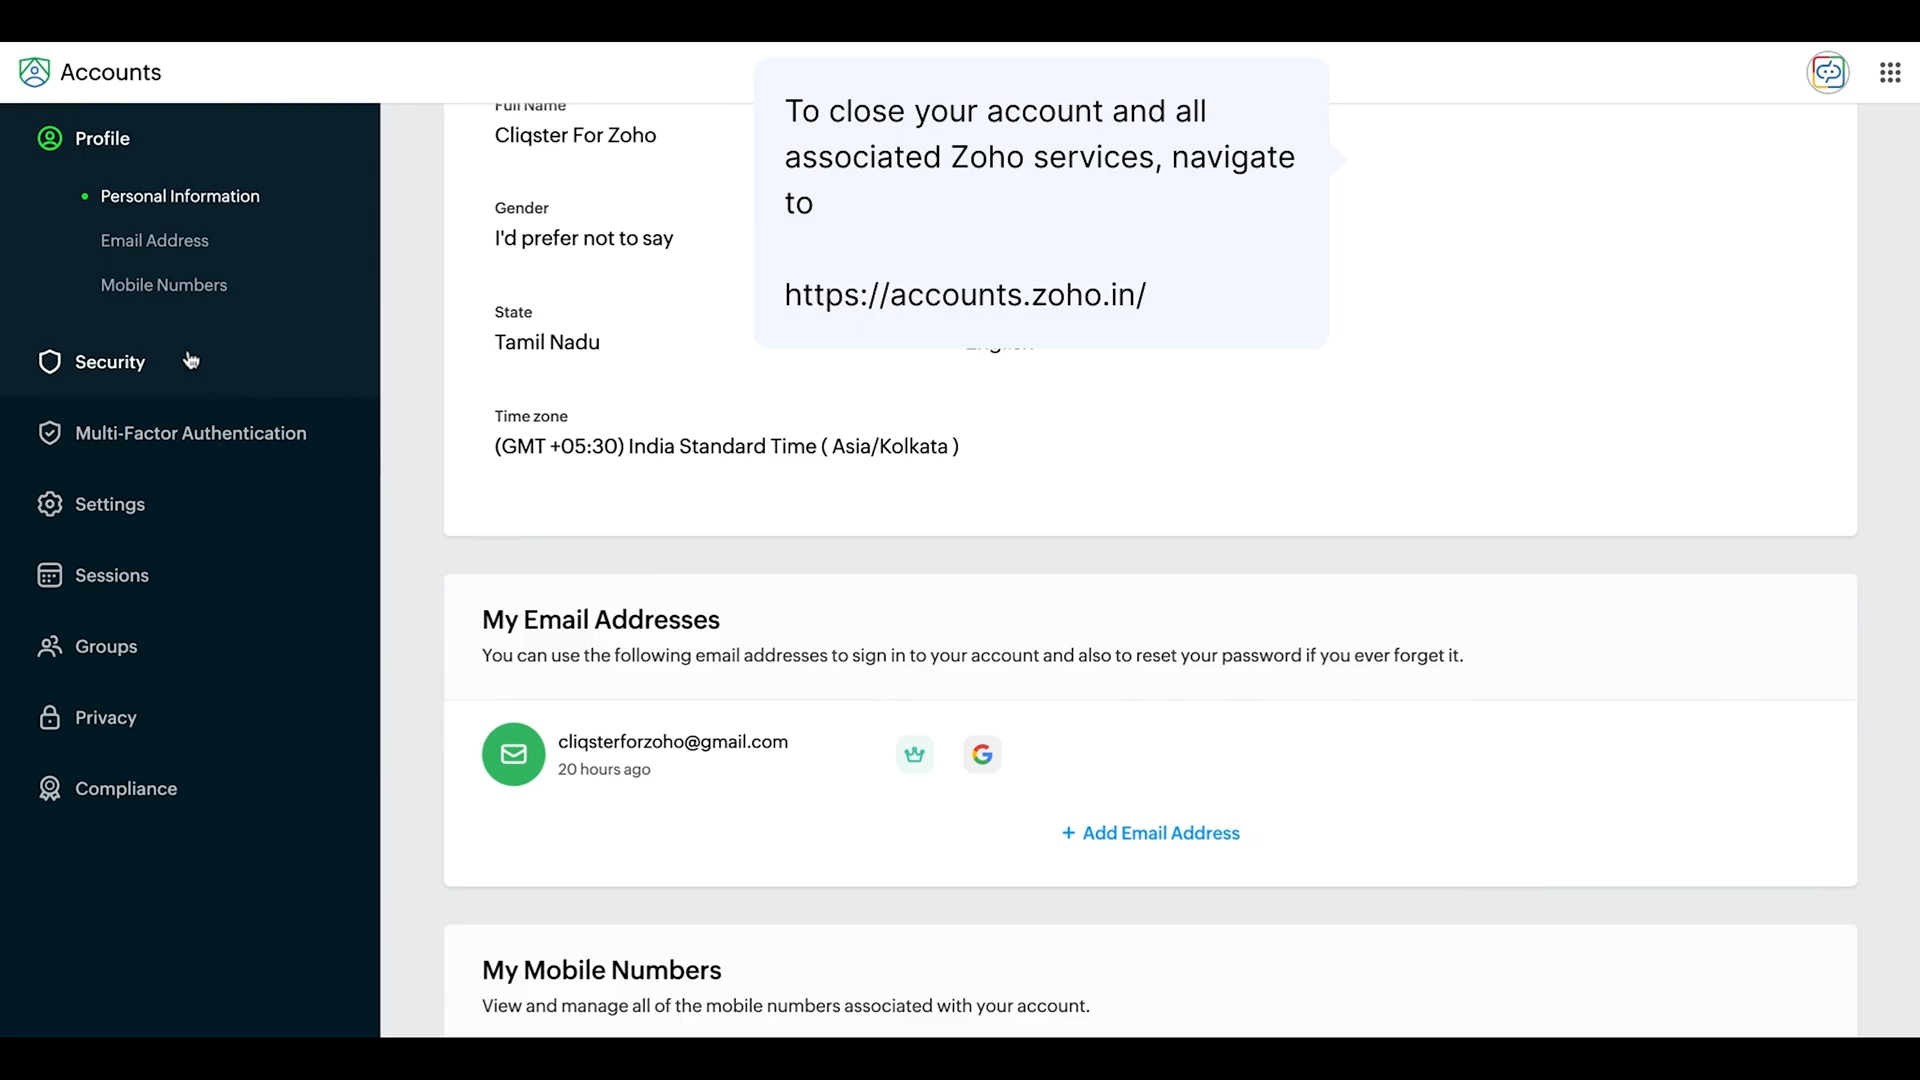 Accounts
Profile
Personal Information
Email Address
Mobile Numbers
Security
Multi-Factor Authentication
Settings
Sessions
Groups
Privacy
Compliance
To close your account and all
associated Zoho services, navigate
to
https://accounts.zoho.in/
Full Name
Cliqster For Zoho
Gender
I'd prefer not to say
State
Tamil Nadu
Time zone
(GMT +05:30) India Standard Time ( Asia/Kolkata )
My Email Addresses
You can use the following email addresses to sign in to your account and also to reset your password if you ever forget it.
cliqsterforzoho@gmail.com
20 hours ago
+ Add Email Address
My Mobile Numbers
View and manage all of the mobile numbers associated with your account.